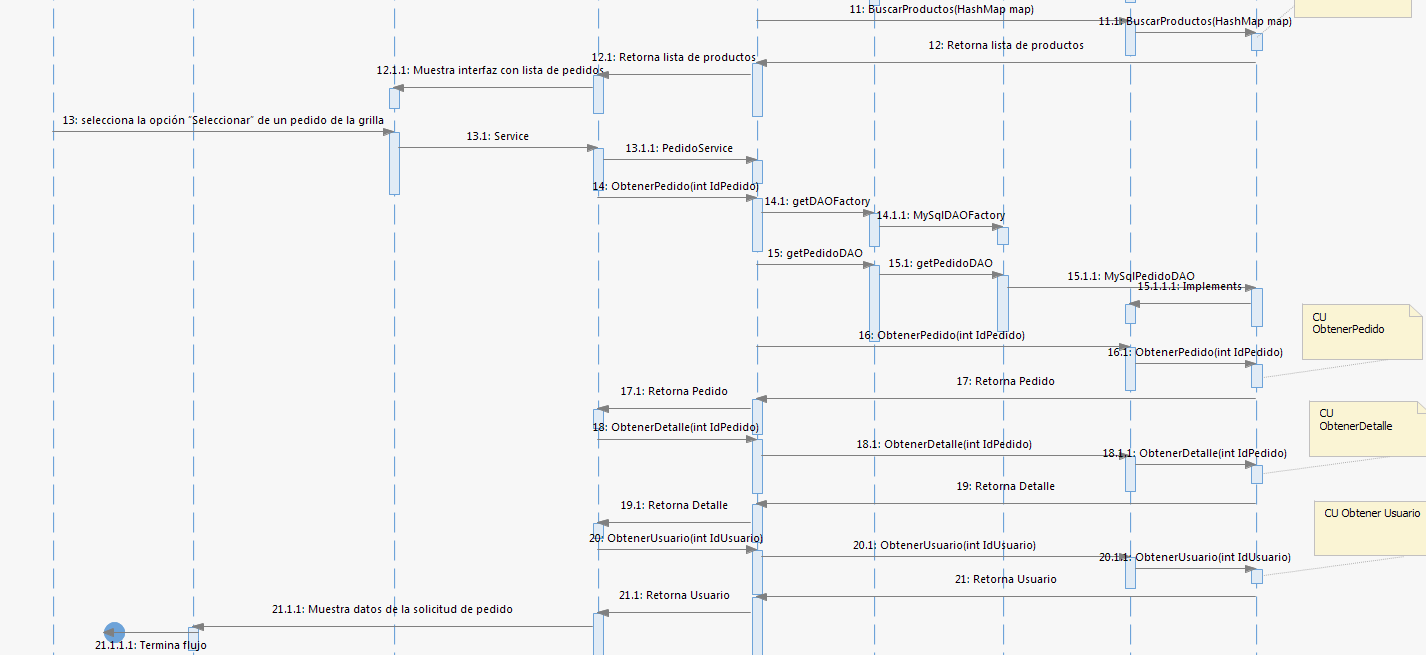 11: BuscarProductos(HashMap map)
11.1: BuscarProductos(HashMap map)
12: Retorna lista de productos
12.1: Retorna lista de productos
12.1.1: Muestra interfaz con lista de pedidos
13: selecciona la opción "Seleccionar" de un pedido de la grilla
13.1: Service
13.1.1: PedidoService
14: ObtenerPedido(int IdPedido)
14.1: getDAOFactory
14.1.1: MySqlDAOFactory
15: getPedidoDAO
15.1: getPedidoDAO
15.1.1: MySqlPedidoDAO
15.1.1.1: Implements
CU
ObtenerPedido
16: ObtenerPedido(int IdPedido)
16.1: ObtenerPedido(int IdPedido)
17: Retorna Pedido
17.1: Retorna Pedido
CU
ObtenerDetalle
18: ObtenerDetalle(int IdPedido)
18.1: ObtenerDetalle(int IdPedido)
18.1.1: ObtenerDetalle(int IdPedido)
19: Retorna Detalle
19.1: Retorna Detalle
CU Obtener Usuario
20: ObtenerUsuario(int IdUsuario)
20.1: ObtenerUsuario(int IdUsuario)
20.1.1: ObtenerUsuario(int IdUsuario)
21: Retorna Usuario
21.1: Retorna Usuario
21.1.1: Muestra datos de la solicitud de pedido
21.1.1.1: Termina flujo